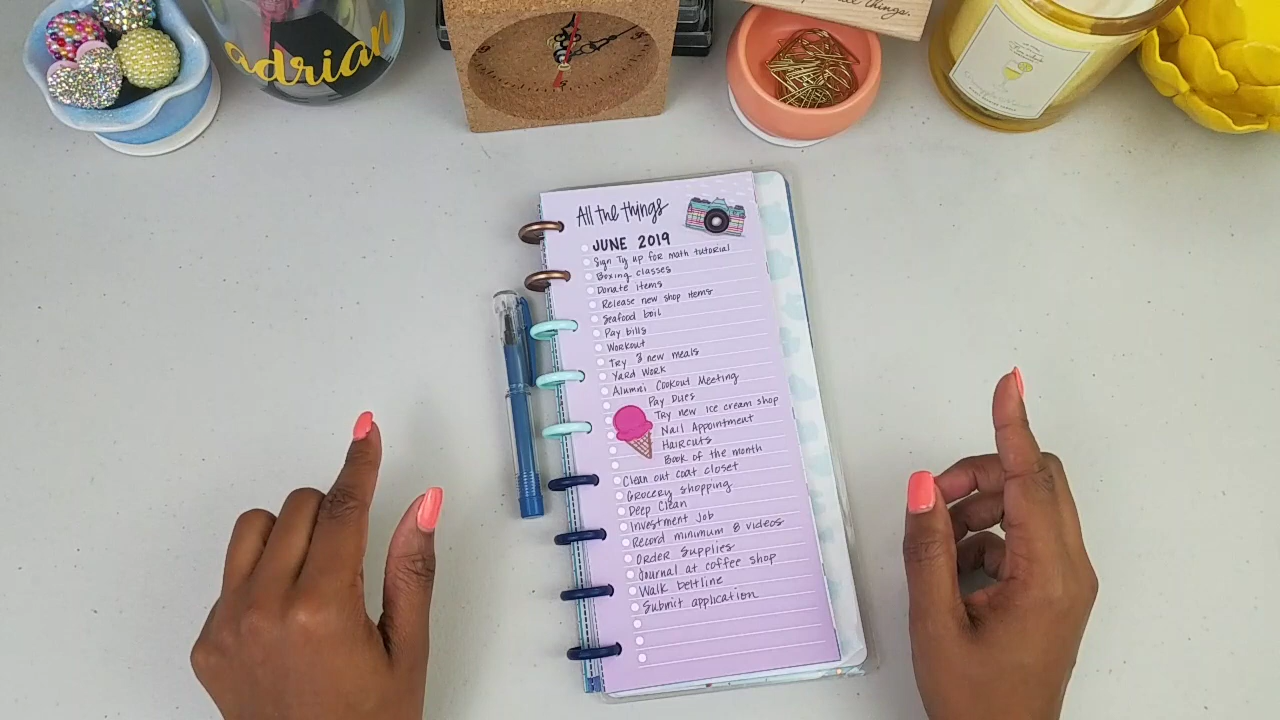 adrian
things.
All the things
JUNE 2019
Sign Ty up for math tutorial
Boxing classes
Donate items
Release new shop items
Seafood boil
Pay bills
Workout
Try 3 new meals
Yard Work
Alumni Cookout Meeting
Pay Dues
Try new ice cream shop
Nail Appointment
Haircuts
Book of the month
Clean out coat closet
Grocery shopping
Deep Clean
Investment job
Record minimum 8 videos
Order Supplies
Journal at coffee shop
Walk beltline
Submit application